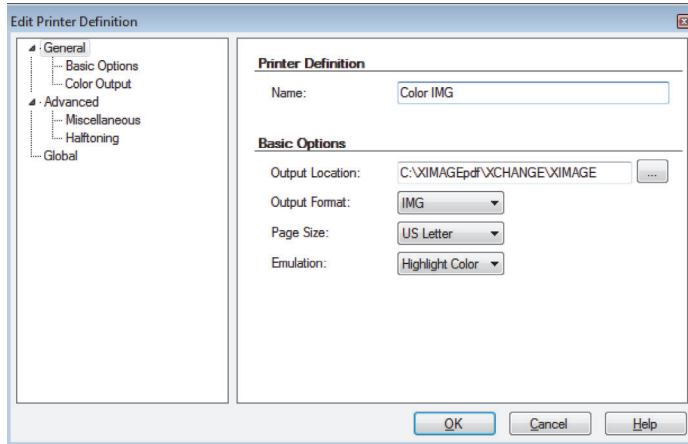 Edit Printer Definition
General
Basic Options
Color Output
Advanced
Miscellaneous
Halftoning
Global
Printer Definition
Name: Color IMG
Basic Options
Output Location: C:\XIMAGEpdf\XCHANGE\XIMAGE ...
Output Format: IMG
Page Size: US Letter
Emulation: Highlight Color
OK Cancel Help